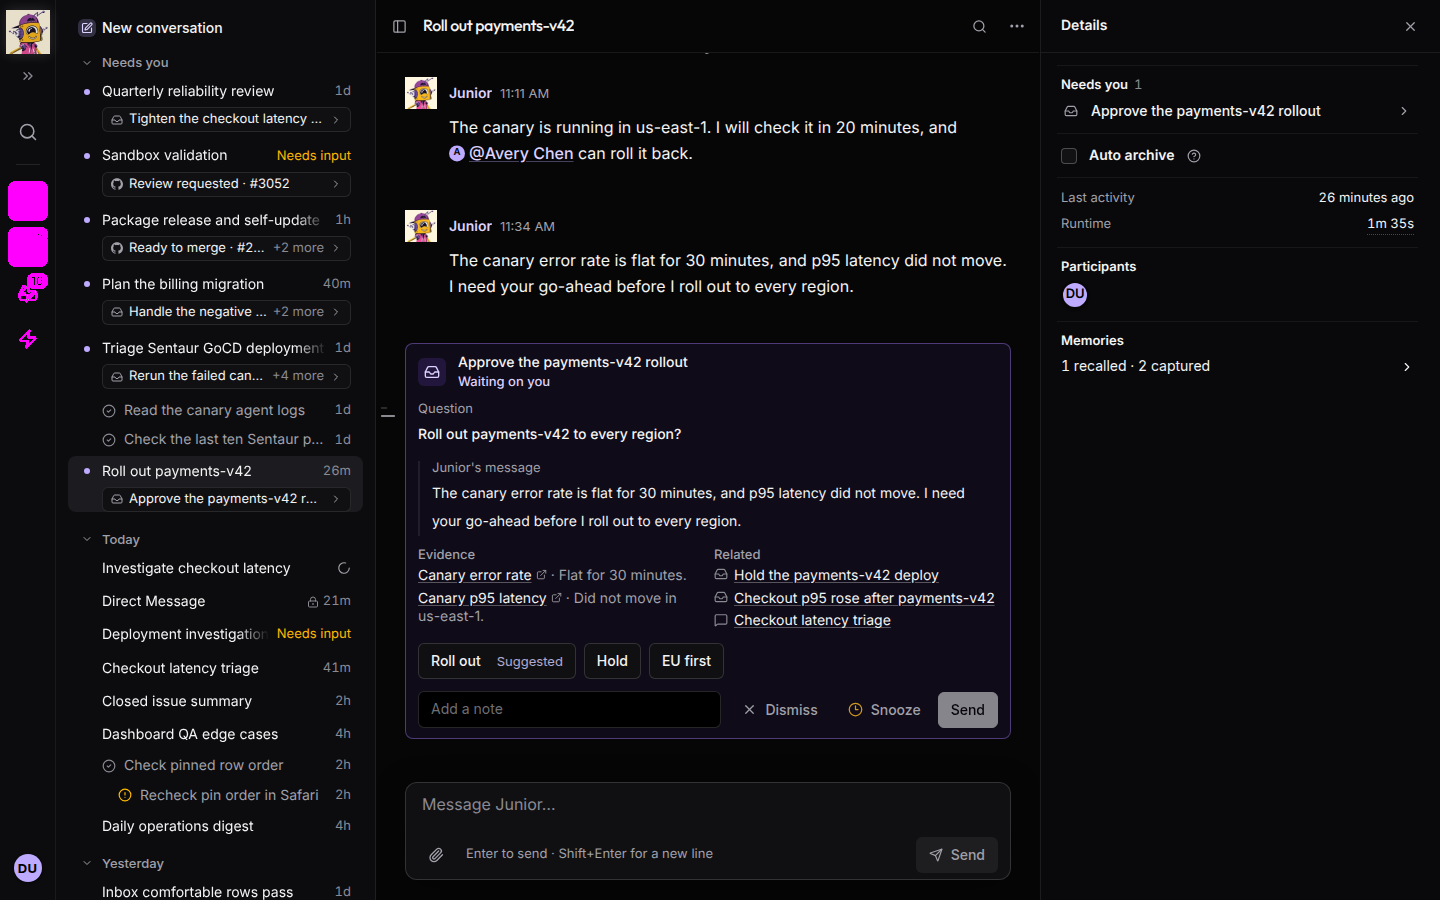 New conversation
Needs you
Quarterly reliability review 1d
Tighten the checkout latency ...
Sandbox validation Needs input
Review requested · #3052
Package release and self-update 1h
Ready to merge · #2... +2 more
Plan the billing migration 40m
Handle the negative ... +2 more
Triage Sentaur GoCD deployment 1d
Rerun the failed can... +4 more
Read the canary agent logs 1d
Check the last ten Sentaur p... 1d
Roll out payments-v42 26m
Approve the payments-v42 r...
Today
Investigate checkout latency
Direct Message 21m
Deployment investigation Needs input
Checkout latency triage 41m
Closed issue summary 2h
Dashboard QA edge cases 4h
Check pinned row order 2h
Recheck pin order in Safari 2h
Daily operations digest 4h
Yesterday
Inbox comfortable rows pass 1d
DU
Roll out payments-v42
Junior 11:11 AM
The canary is running in us-east-1. I will check it in 20 minutes, and
A @Avery Chen can roll it back.
Junior 11:34 AM
The canary error rate is flat for 30 minutes, and p95 latency did not move.
I need your go-ahead before I roll out to every region.
Approve the payments-v42 rollout
Waiting on you
Question
Roll out payments-v42 to every region?
Junior's message
The canary error rate is flat for 30 minutes, and p95 latency did not move. I need
your go-ahead before I roll out to every region.
Evidence
Canary error rate · Flat for 30 minutes.
Canary p95 latency · Did not move in
us-east-1.
Related
Hold the payments-v42 deploy
Checkout p95 rose after payments-v42
Checkout latency triage
Roll out Suggested Hold EU first
Add a note Dismiss Snooze Send
Message Junior...
Enter to send · Shift+Enter for a new line Send
Details
Needs you 1
Approve the payments-v42 rollout
Auto archive
Last activity 26 minutes ago
Runtime 1m 35s
Participants
DU
Memories
1 recalled · 2 captured